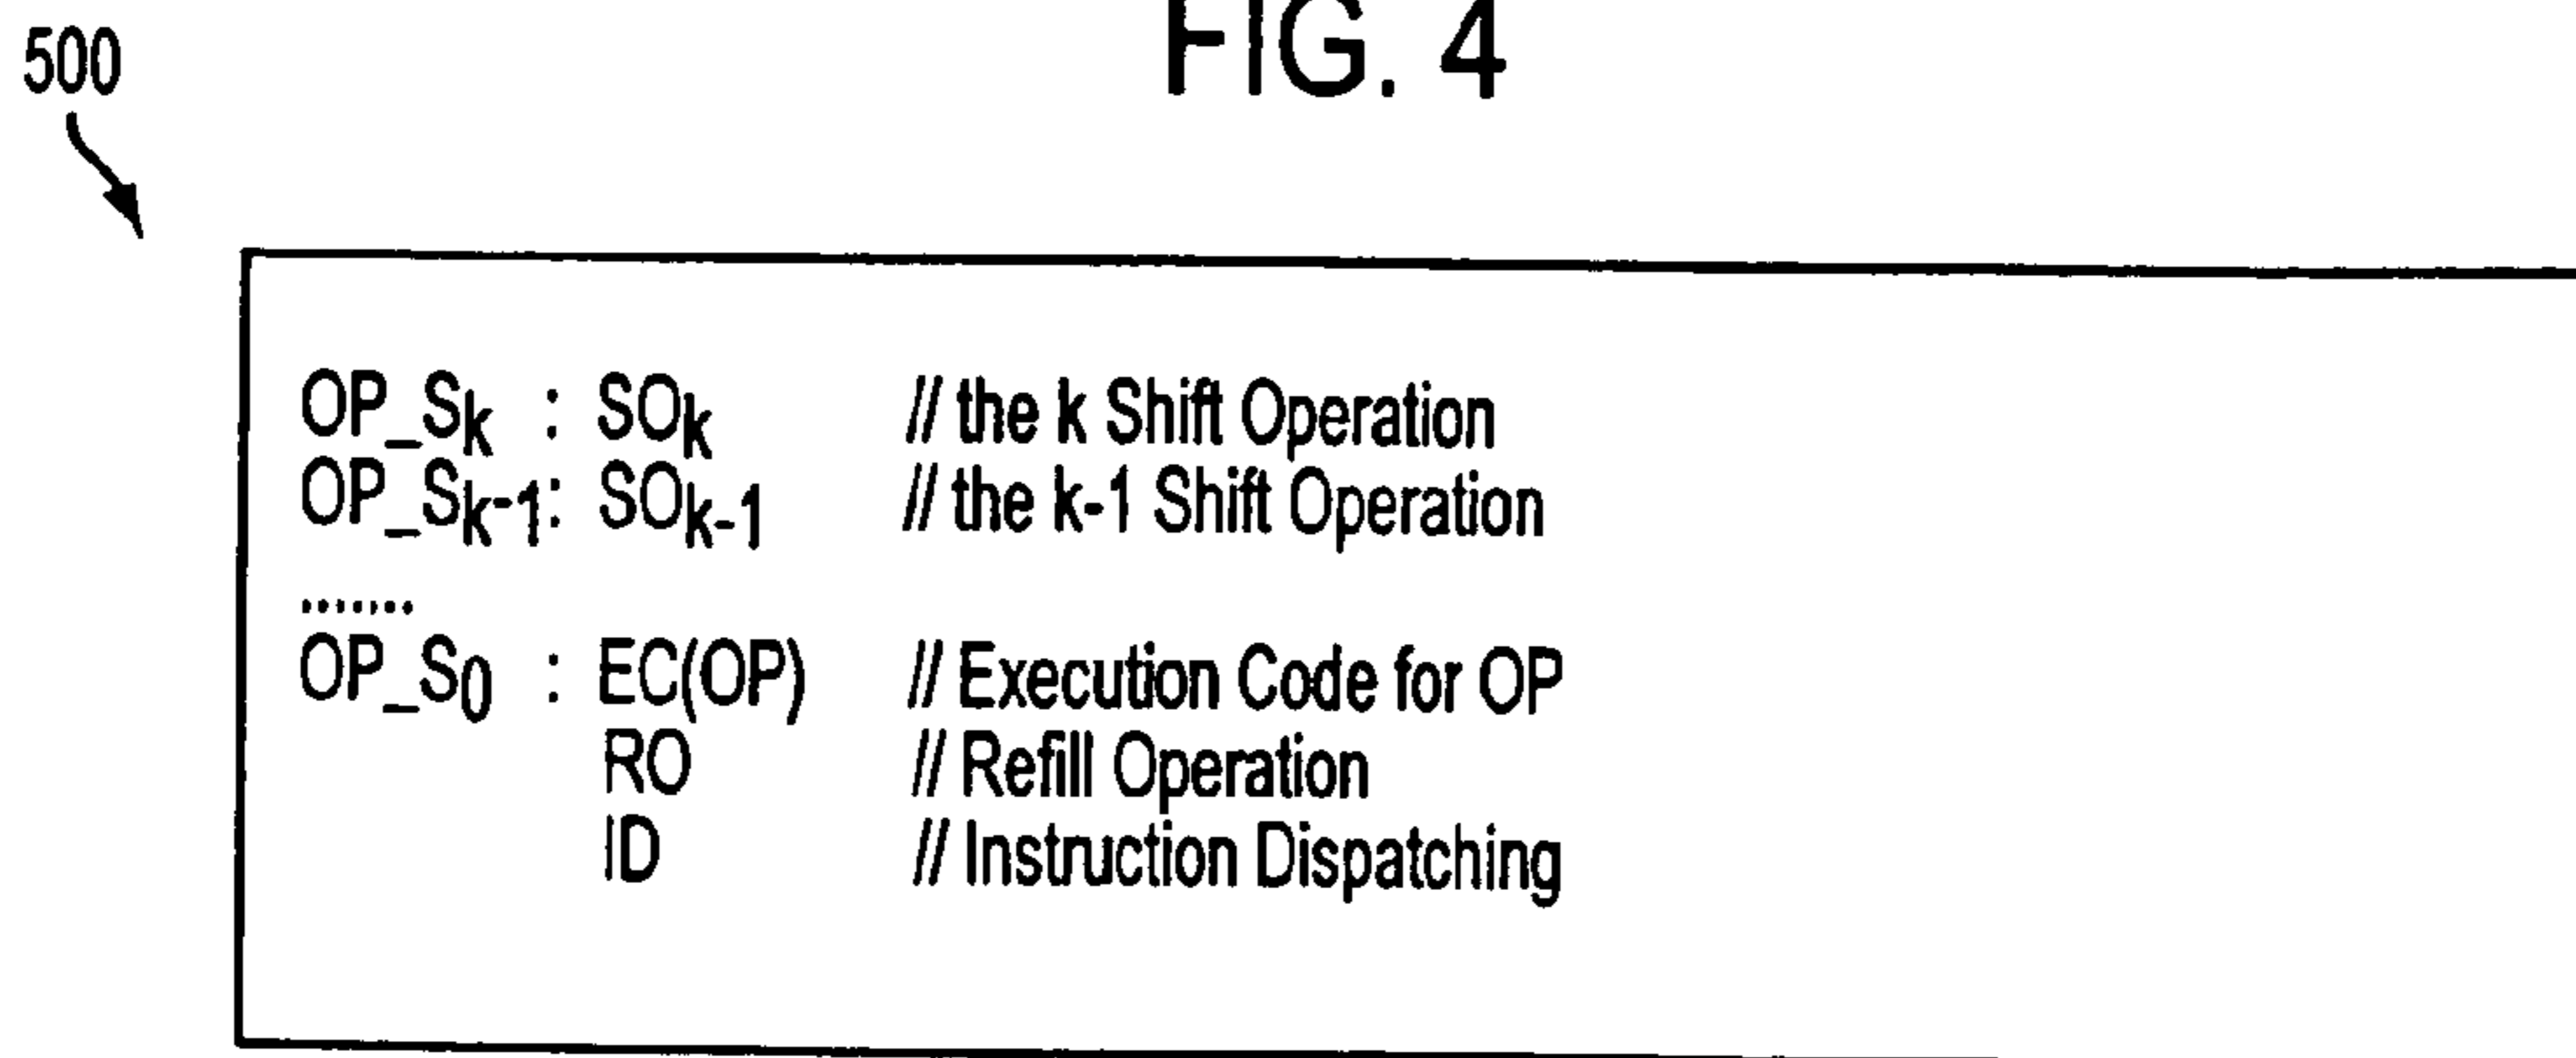 FIG. 4
500
OP_Sk : SOk // the k Shift Operation
OP_Sk-1: SOk-1 // the k-1 Shift Operation
.......
OP_S0 : EC(OP) // Execution Code for OP
RO // Refill Operation
ID // Instruction Dispatching